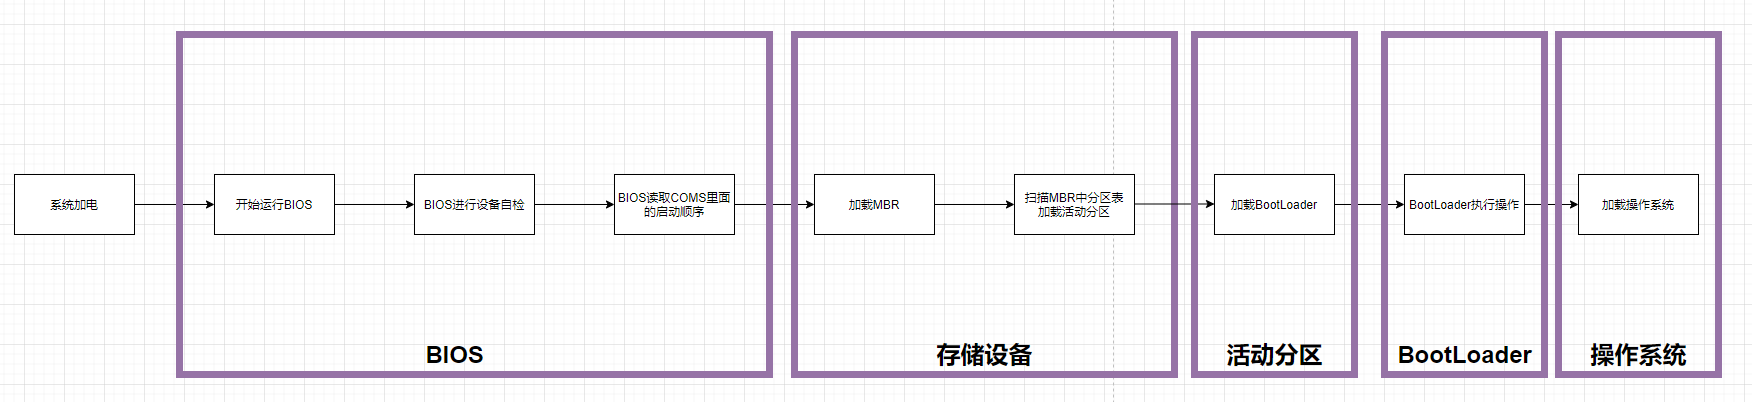 系统加电
开始运行BIOS
BIOS进行设备自检
BIOS读取COMS里面
的启动顺序
加载MBR
扫描MBR中分区表
加载活动分区
加载BootLoader
BootLoader执行操作
加载操作系统
BIOS
存储设备
活动分区
BootLoader
操作系统